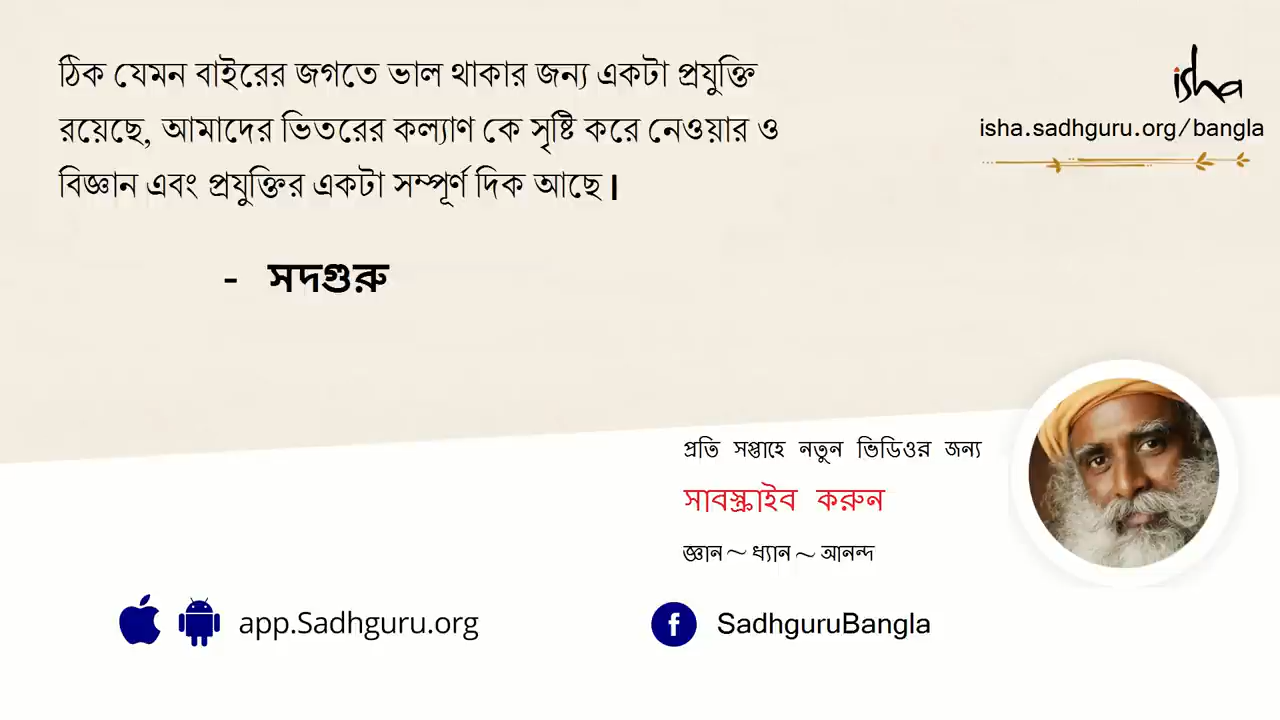 ঠিক যেমন বাইরের জগতে ভাল থাকার জন্য একটা প্রযুক্তি
রয়েছে, আমাদের ভিতরের কল্যাণ কে সৃষ্টি করে নেওয়ার ও
বিজ্ঞান এবং প্রযুক্তির একটা সম্পূর্ণ দিক আছে।
- সদগুরু
isha
isha.sadhguru.org/bangla
প্রতি সপ্তাহে নতুন ভিডিওর জন্য
সাবস্ক্রাইব করুন
জ্ঞান ~ ধ্যান ~ আনন্দ
app.Sadhguru.org
f SadhguruBangla